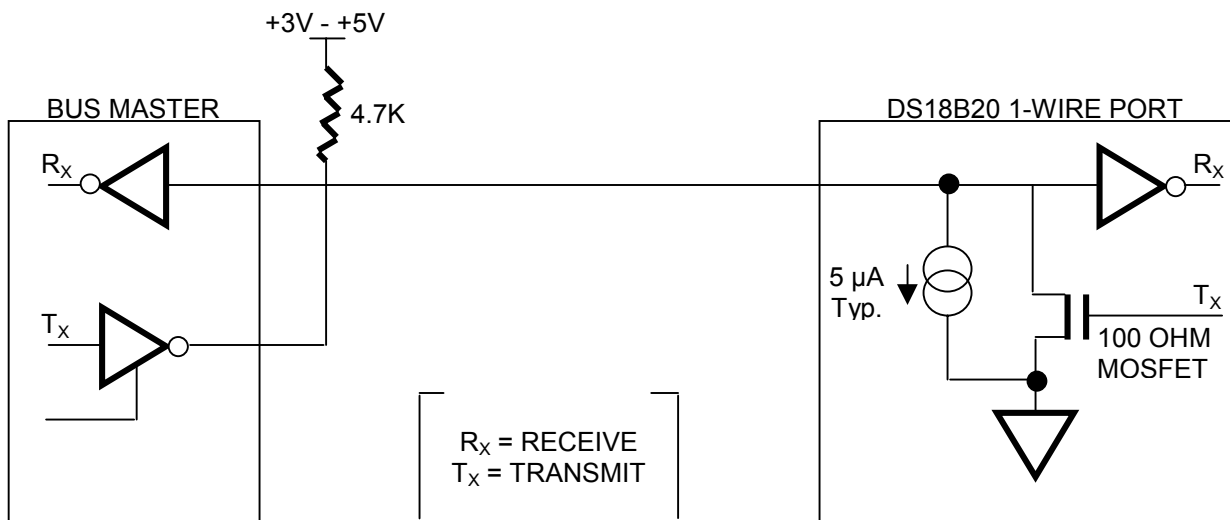 +3V - +5V
4.7K
BUS MASTER
RX
TX
DS18B20 1-WIRE PORT
RX
5 µA
Typ.
TX
100 OHM
MOSFET
RX = RECEIVE
TX = TRANSMIT